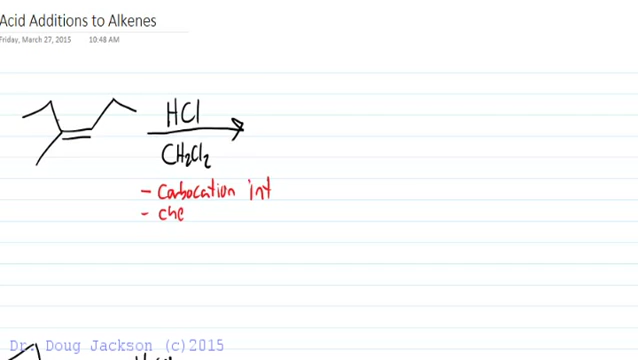 Acid Additions to Alkenes
Friday, March 27, 2015 10:48 AM
HCl
CH2Cl2
- Carbocation int
- che
Dr. Doug Jackson (c)2015